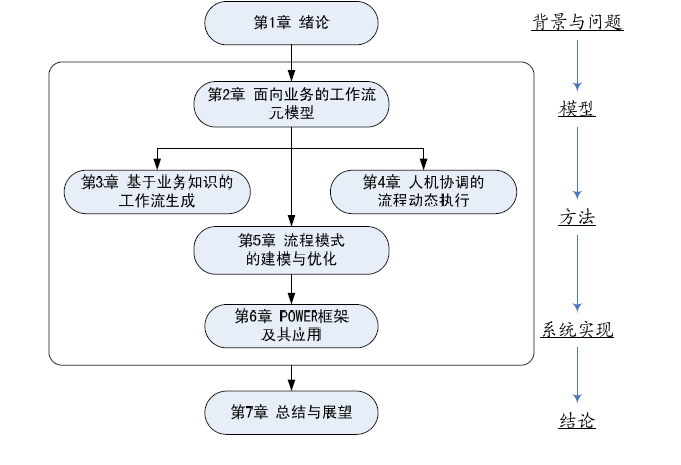 第1章 绪论
背景与问题
第2章 面向业务的工作流
元模型
模型
第3章 基于业务知识的
工作流生成
第4章 人机协调的
流程动态执行
方法
第5章 流程模式
的建模与优化
第6章 POWER框架
及其应用
系统实现
第7章 总结与展望
结论